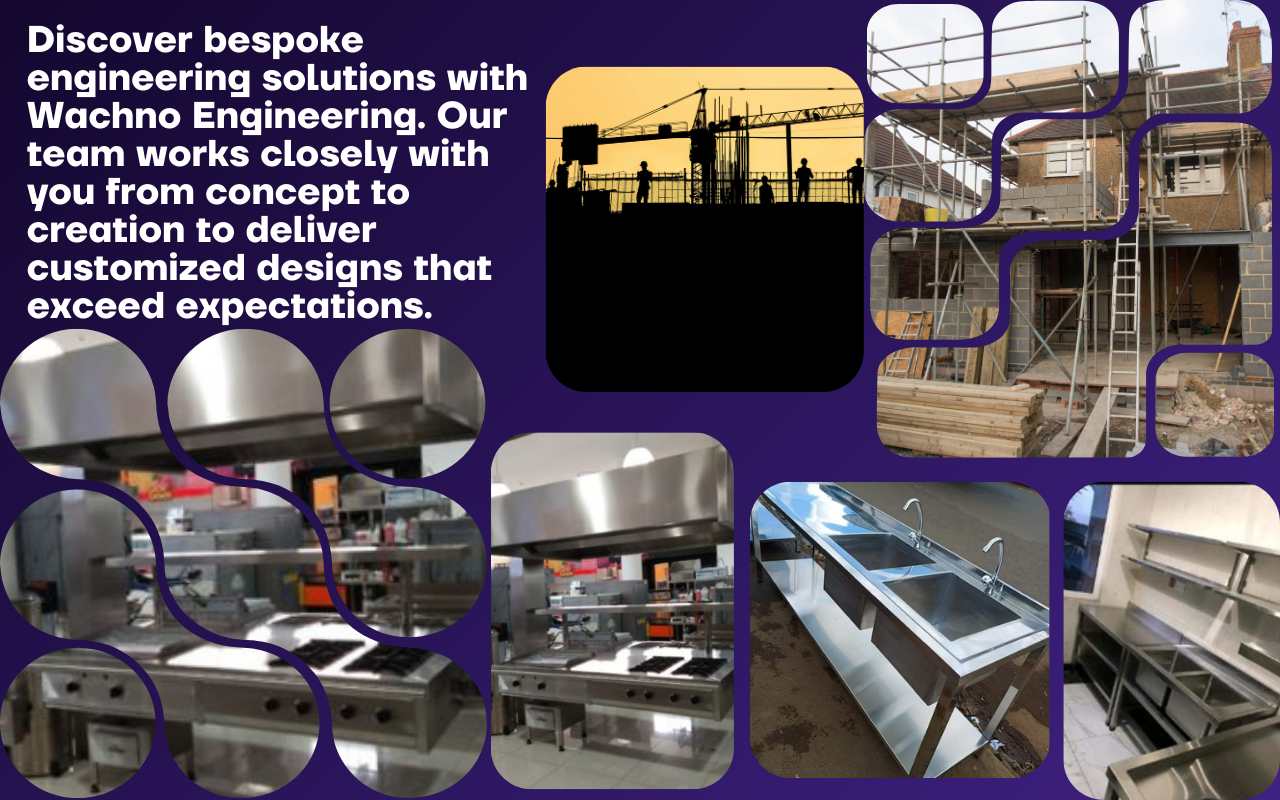 Discover bespoke
engineering solutions with
Wachno Engineering. Our
team works closely with
you from concept to
creation to deliver
customized designs that
exceed expectations.